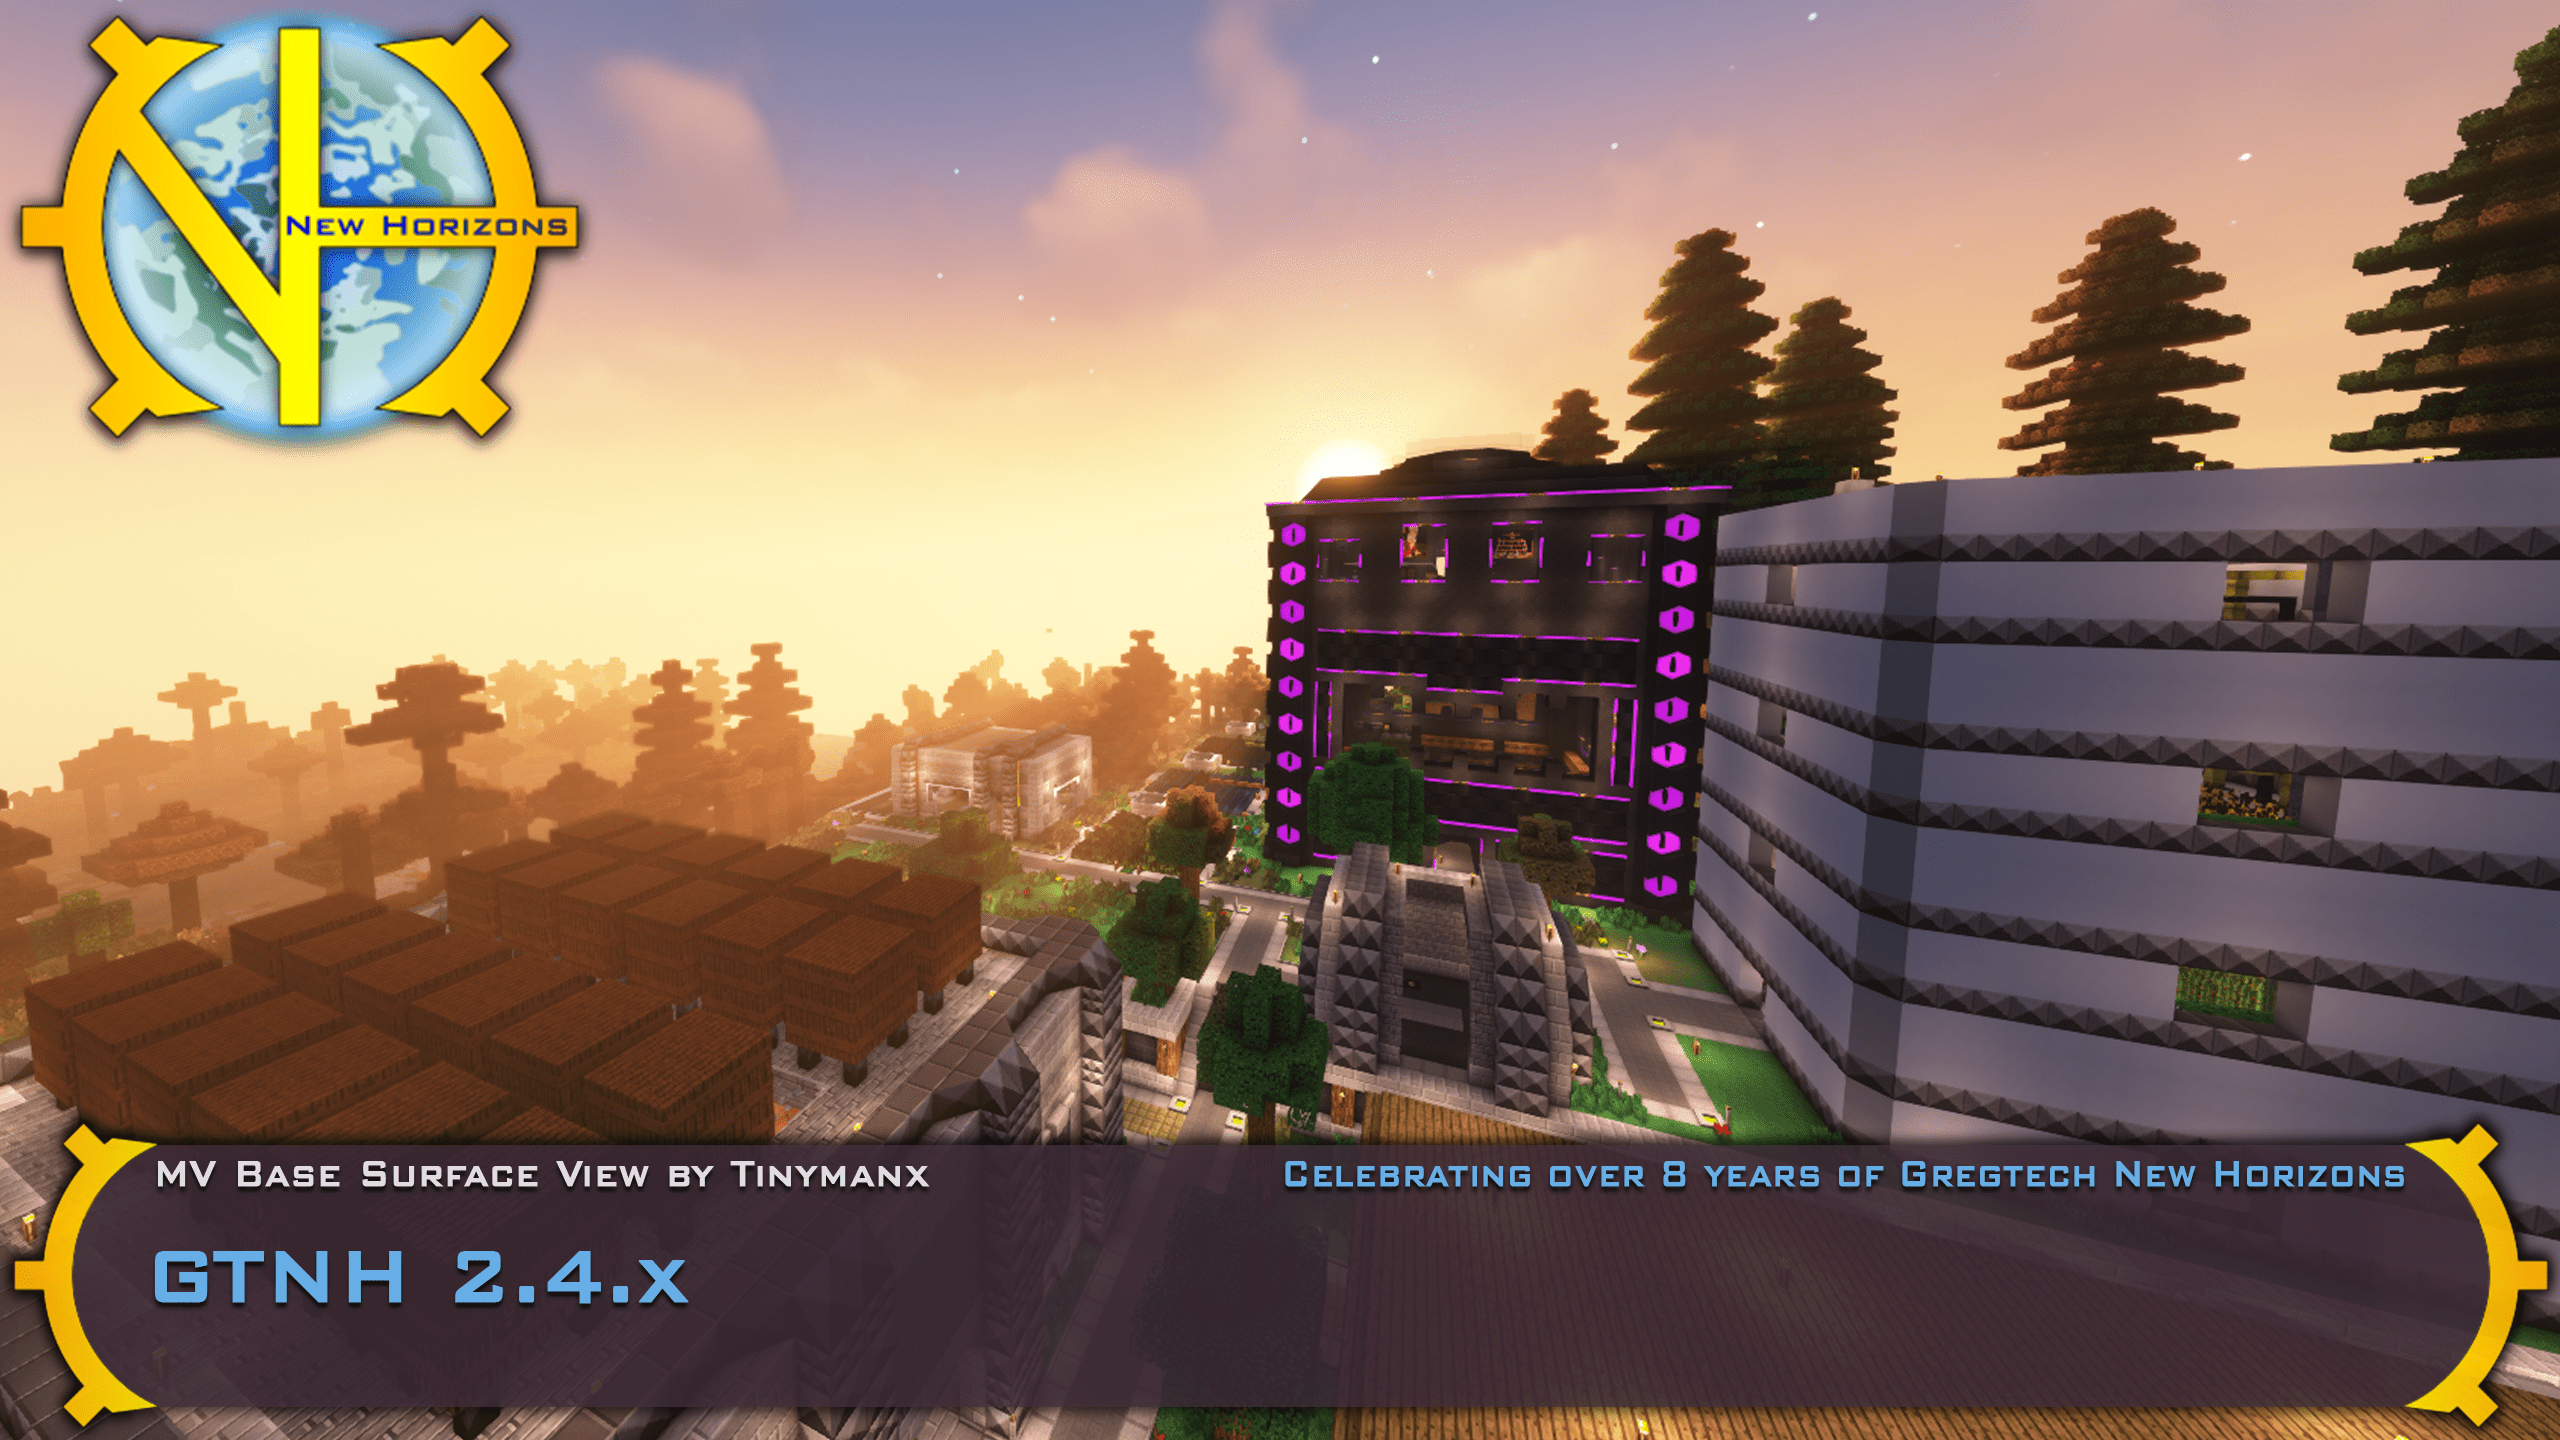 New Horizons
MV Base Surface View by Tinymanx
Celebrating over 8 years of Gregtech New Horizons
GTNH 2.4.x